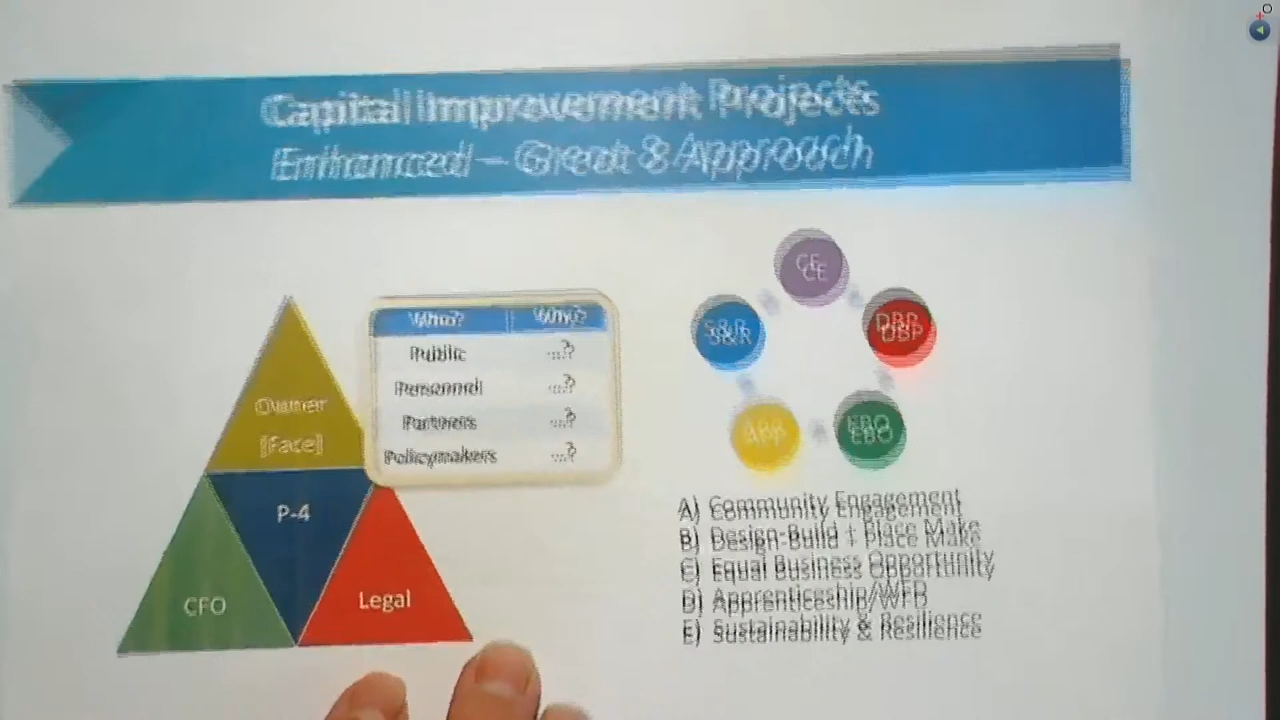 Capital Improvement Projects
Enhanced – Great 8 Approach
Owner
[Face]
P-4
CFO
Legal
Who? Why?
Public ...?
Personnel ...?
Partners ...?
Policymakers ...?
CE
DBP
EBO
APP
S&R
A) Community Engagement
B) Design-Build + Place Make
C) Equal Business Opportunity
D) Apprenticeship/WFB
E) Sustainability & Resilience